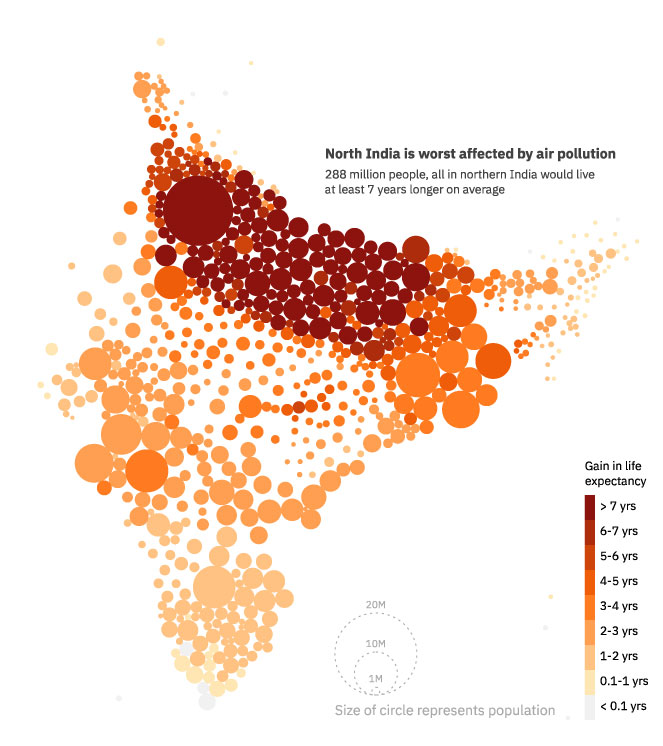 North India is worst affected by air pollution
288 million people, all in northern India would live
at least 7 years longer on average
Gain in life
expectancy
> 7 yrs
6-7 yrs
5-6 yrs
4-5 yrs
3-4 yrs
2-3 yrs
1-2 yrs
0.1-1 yrs
< 0.1 yrs
20M
10M
1M
Size of circle represents population